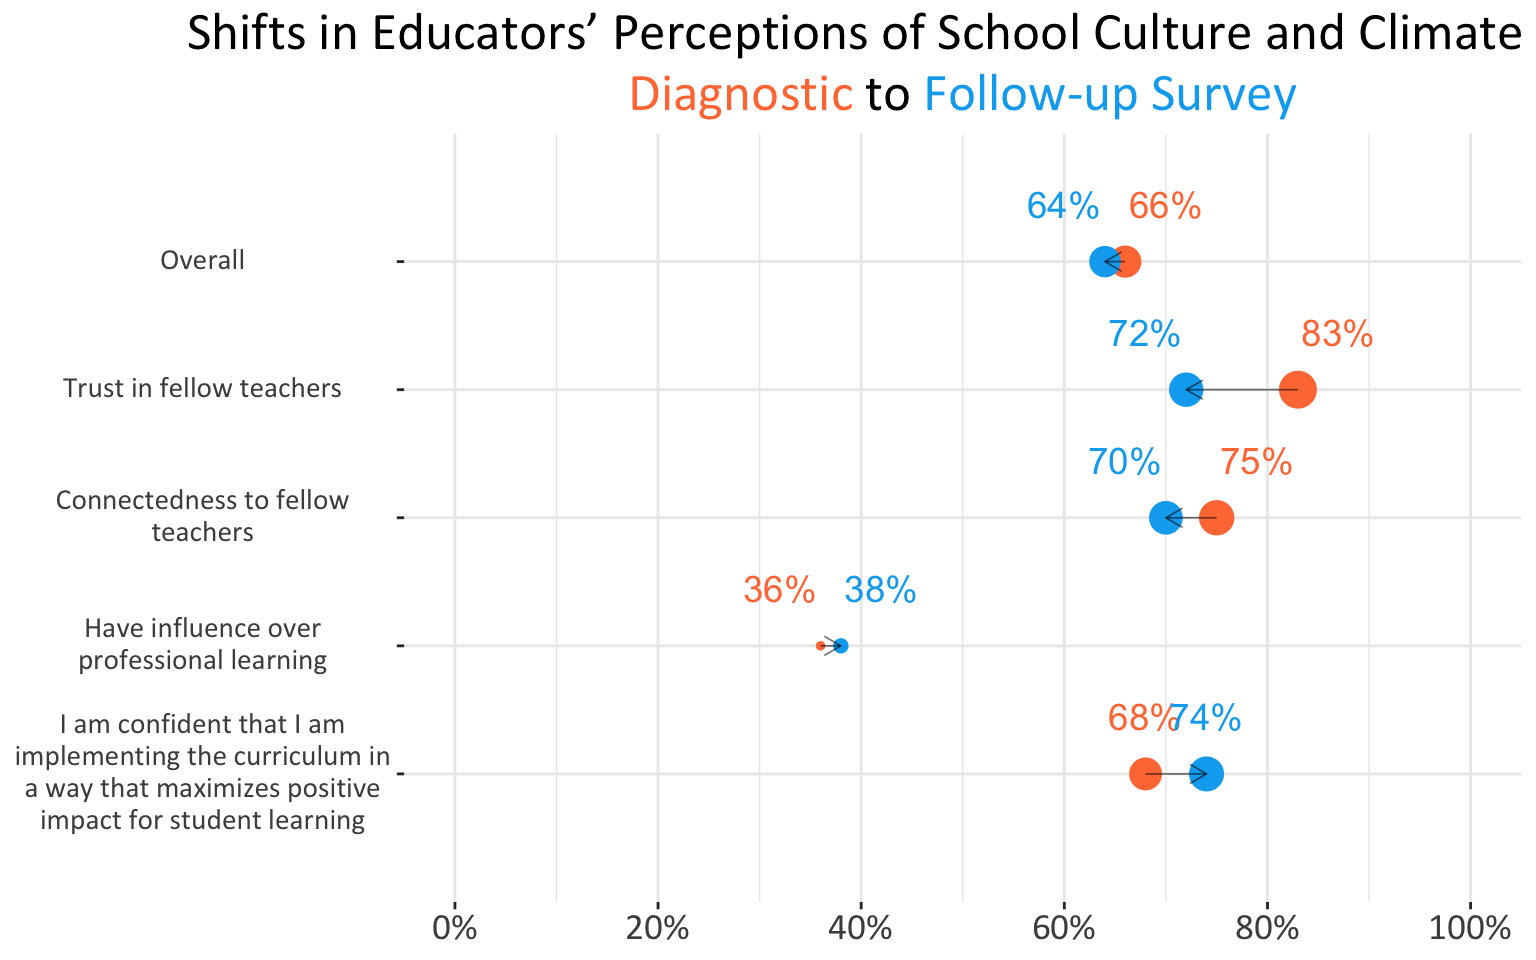 Shifts in Educators’ Perceptions of School Culture and Climate
Diagnostic to Follow-up Survey
64% 66%
Overall
72% 83%
Trust in fellow teachers
70% 75%
Connectedness to fellow
teachers
36% 38%
Have influence over
professional learning
68% 74%
I am confident that I am
implementing the curriculum in
a way that maximizes positive
impact for student learning
0% 20% 40% 60% 80% 100%